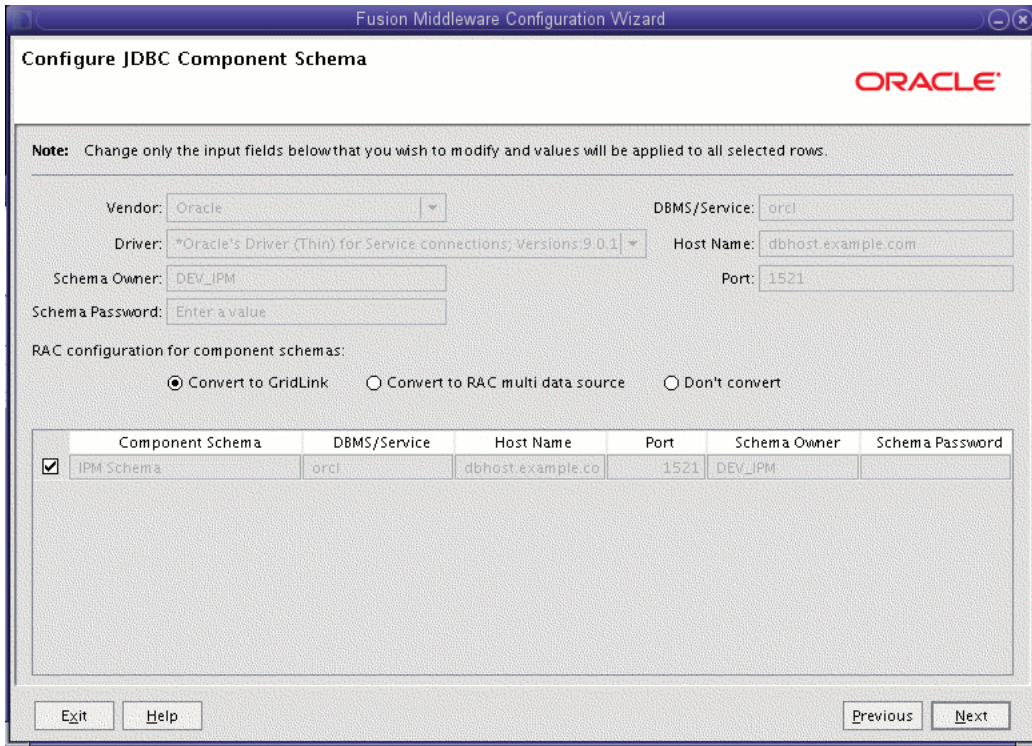 Fusion Middleware Configuration Wizard
Configure JDBC Component Schema
ORACLE
Note: Change only the input fields below that you wish to modify and values will be applied to all selected rows.
Vendor: Oracle DBMS/Service: orcl
Driver: *Oracle's Driver (Thin) for Service connections; Versions:9.0.1 Host Name: dbhost.example.com
Schema Owner: DEV_IPM Port: 1521
Schema Password: Enter a value
RAC configuration for component schemas:
Convert to GridLink Convert to RAC multi data source Don't convert
Component Schema DBMS/Service Host Name Port Schema Owner Schema Password
IPM Schema orcl dbhost.example.co 1521 DEV_IPM
Exit Help Previous Next